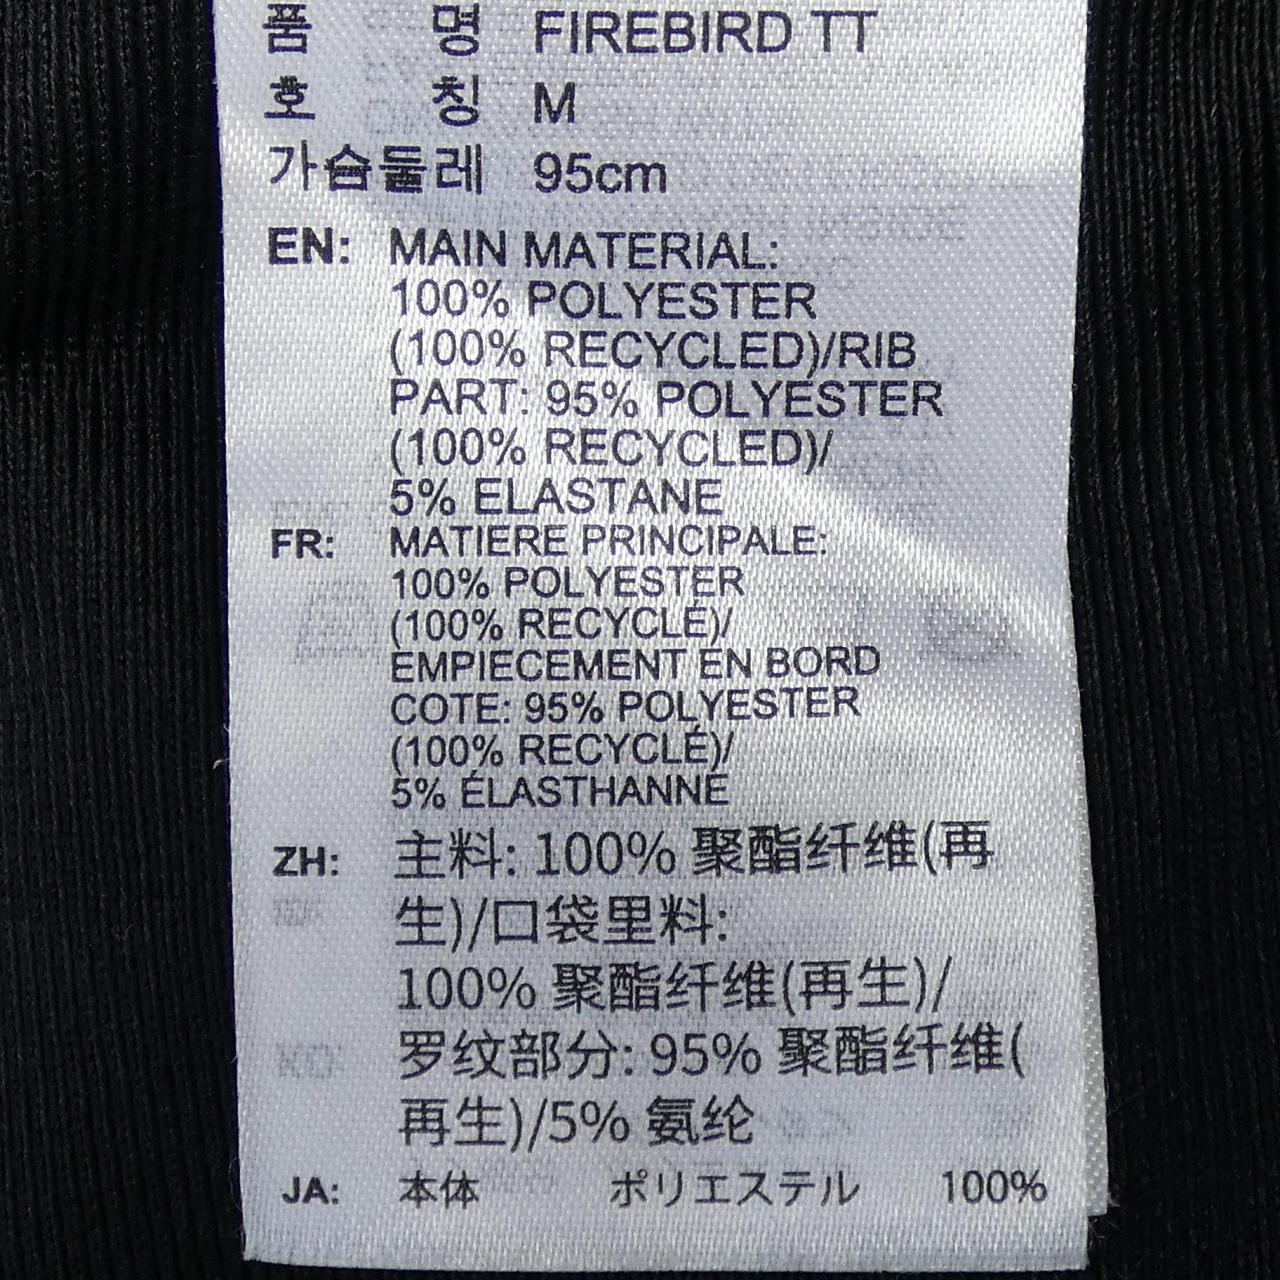 품 명 FIREBIRD TT
호 칭 M
가슴둘레 95cm
EN: MAIN MATERIAL:
100% POLYESTER
(100% RECYCLED)/RIB
PART: 95% POLYESTER
(100% RECYCLED)/
5% ELASTANE
FR: MATIERE PRINCIPALE:
100% POLYESTER
(100% RECYCLÉ)/
EMPIECEMENT EN BORD
COTE: 95% POLYESTER
(100% RECYCLÉ)/
5% ÉLASTHANNE
ZH: 主料: 100% 聚酯纤维(再
生)/口袋里料:
100% 聚酯纤维(再生)/
罗纹部分: 95% 聚酯纤维(
再生)/5% 氨纶
JA: 本体 ポリエステル 100%